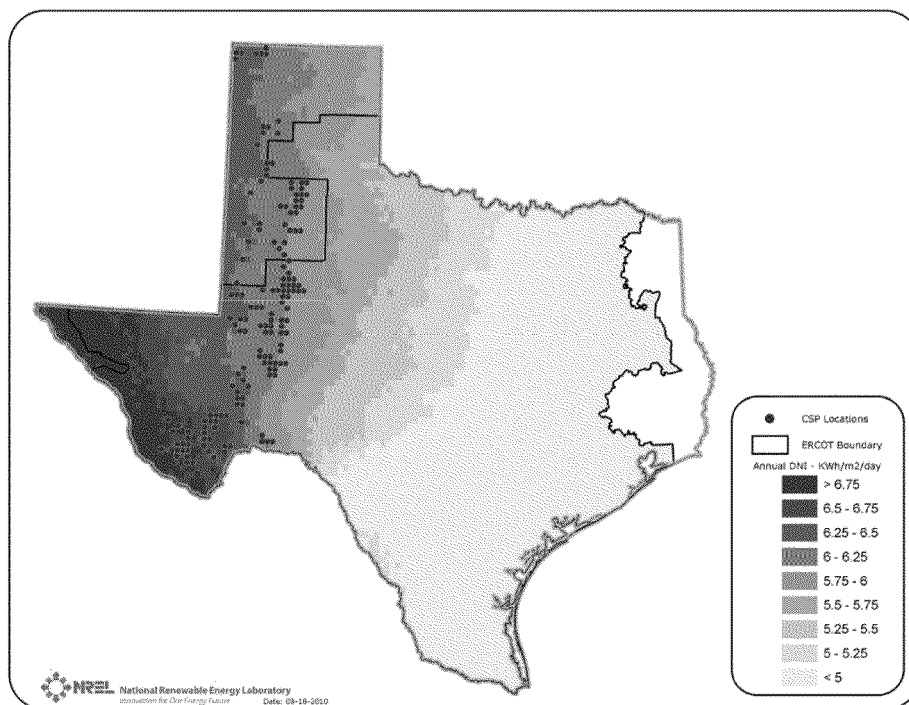 CSP Locations
ERCOT Boundary
Annual DNI - KWh/m2/day
> 6.75
6.5 - 6.75
6.25 - 6.5
6 - 6.25
5.75 - 6
5.5 - 5.75
5.25 - 5.5
5 - 5.25
< 5
NREL National Renewable Energy Laboratory
Innovation for Our Energy Future Date: 09-18-2010